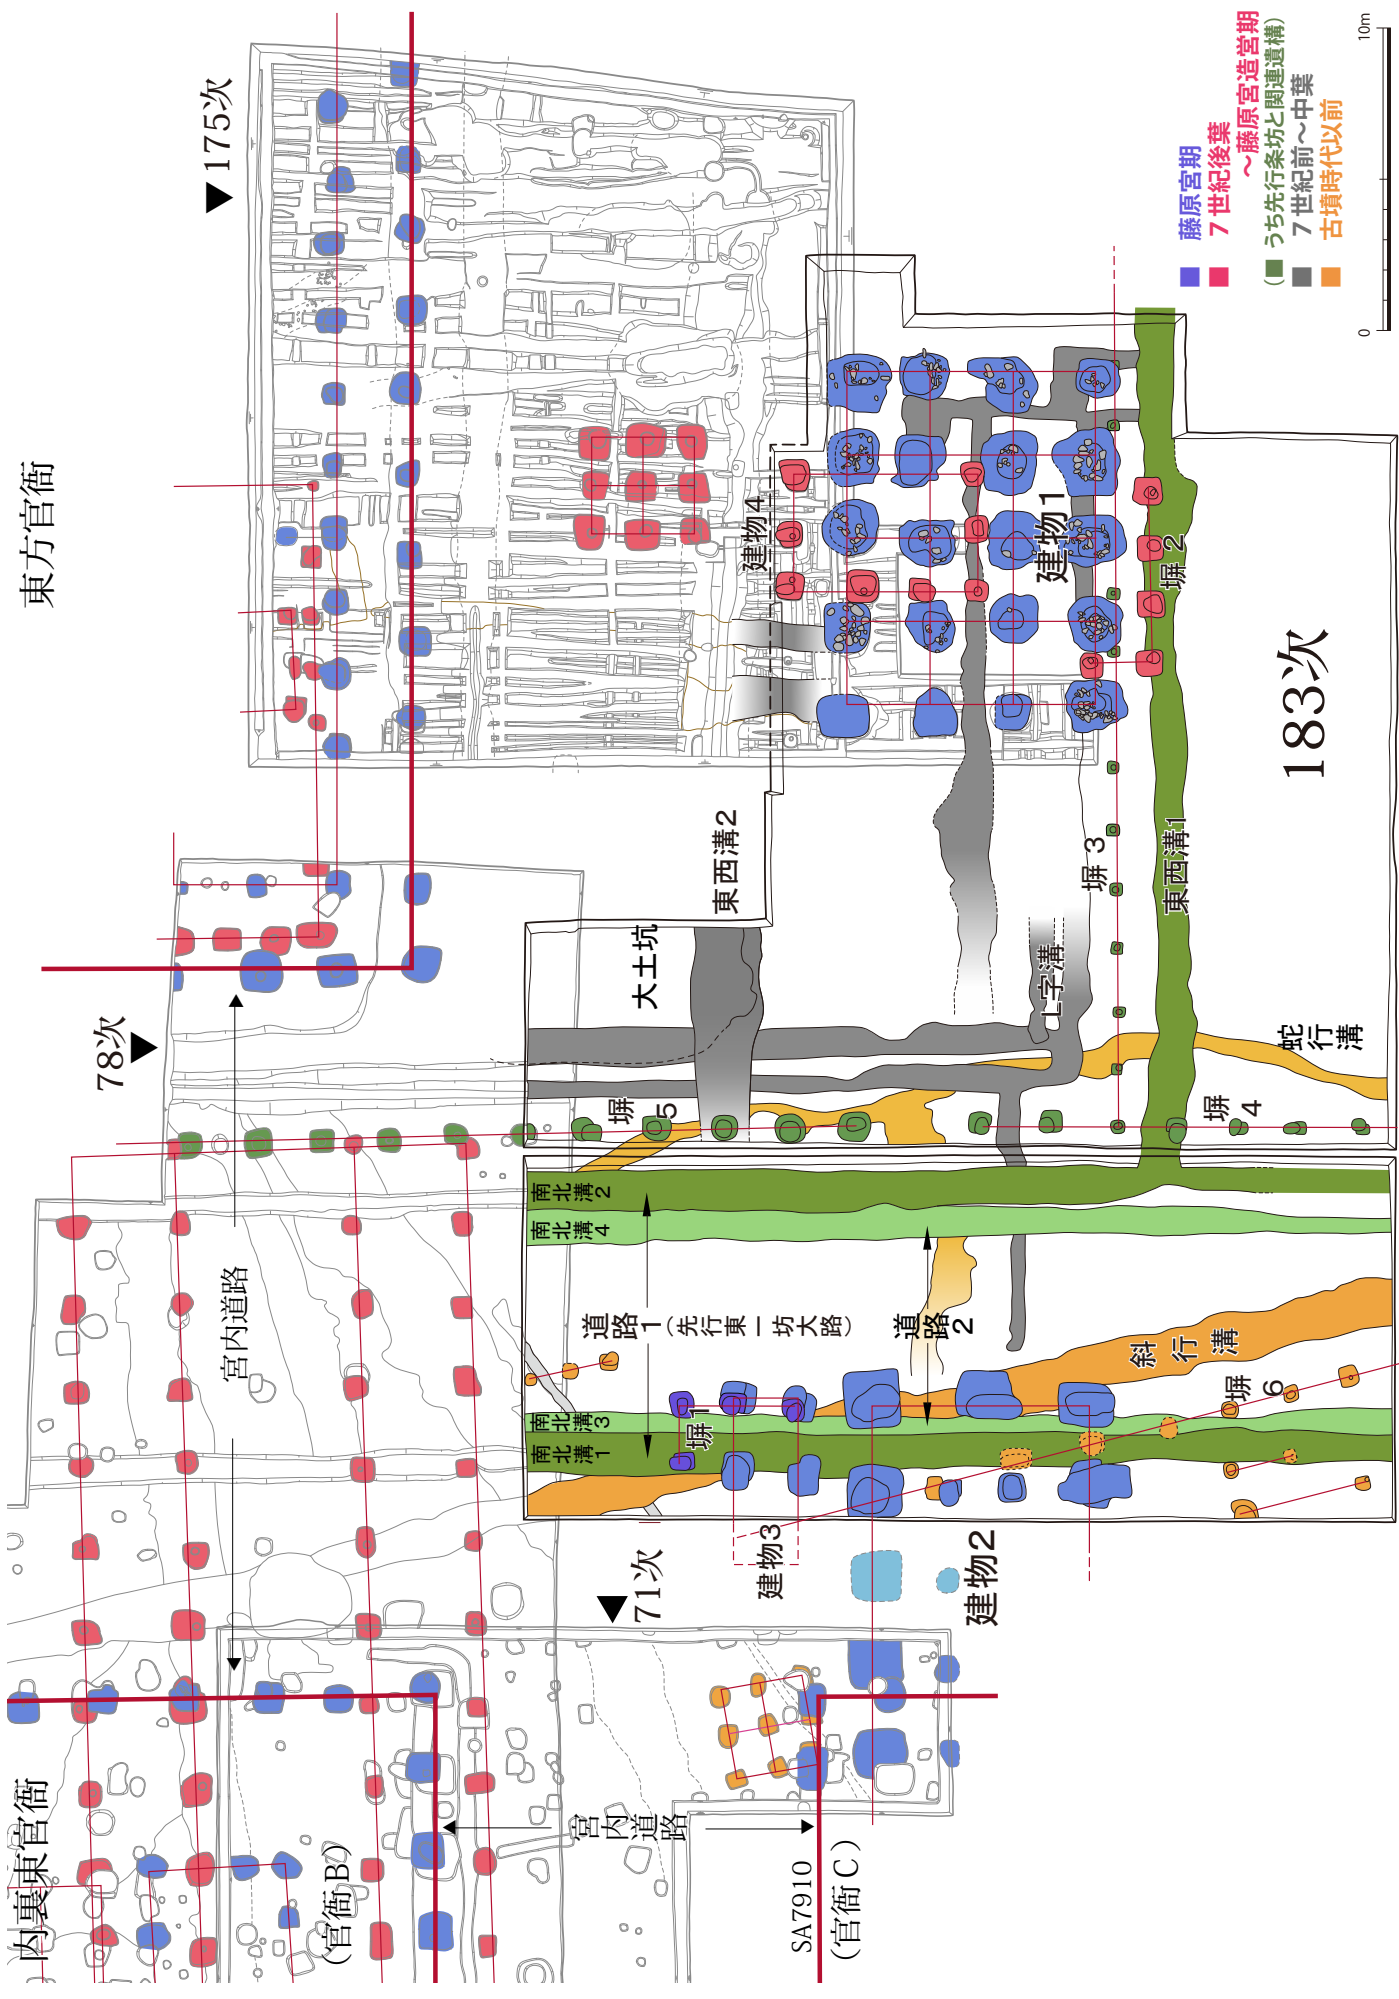 東方官衙
▼175次
78次▼
宮内道路
内裏東官衙
(官衙B)
宮内道路
SA7910
(官衙C)
▼71次
183次
建物1
建物2
建物3
建物4
塀1
塀2
塀3
塀4
塀5
塀6
東西溝1
東西溝2
大土坑
L字溝
蛇行溝
斜行溝
南北溝1
南北溝2
南北溝3
南北溝4
道路1(先行東一坊大路)
道路2
■ 藤原宮期
■ 7世紀後葉
～藤原宮造営期
(■ うち先行条坊と関連遺構)
■ 7世紀前～中葉
■ 古墳時代以前
0 10m